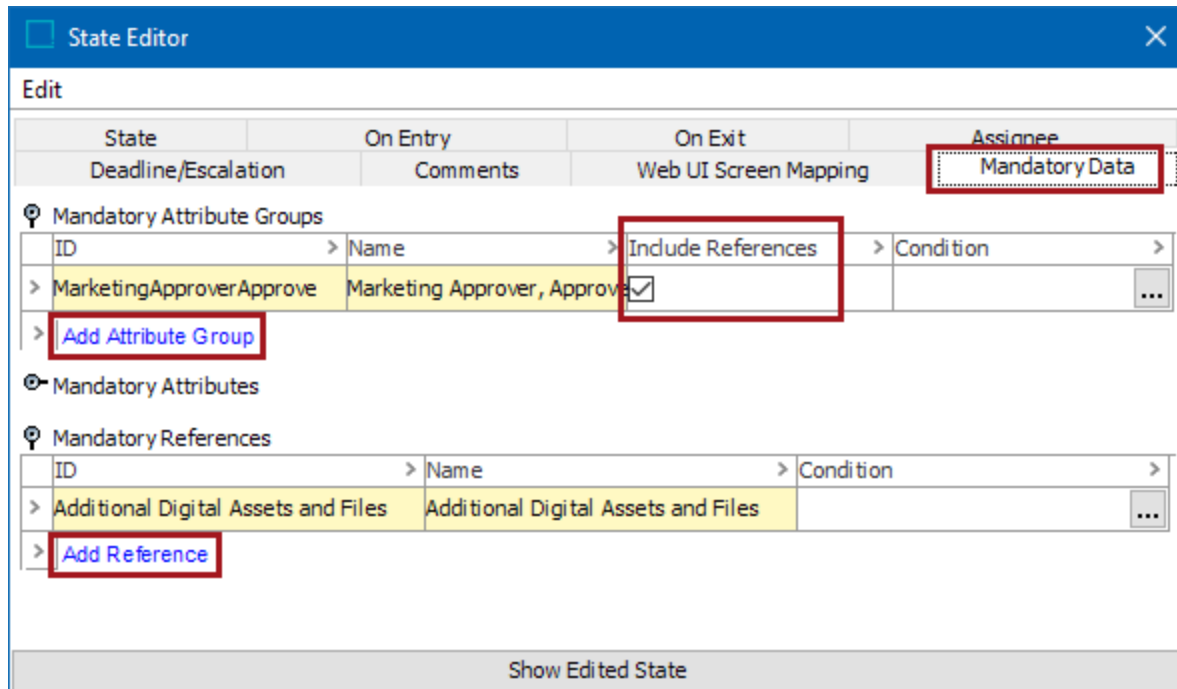 State Editor
Edit
State On Entry On Exit Assignee
Deadline/Escalation Comments Web UI Screen Mapping Mandatory Data
Mandatory Attribute Groups
ID > Name > Include References > Condition >
> MarketingApproverApprove Marketing Approver, Approve ...
> Add Attribute Group
Mandatory Attributes
Mandatory References
ID > Name > Condition >
> Additional Digital Assets and Files Additional Digital Assets and Files ...
> Add Reference
Show Edited State